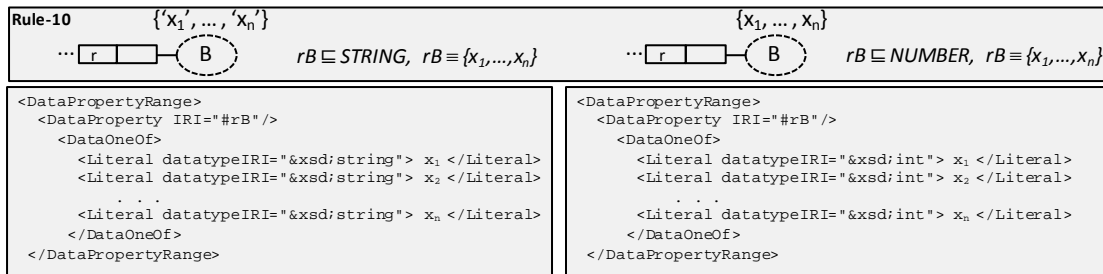 Rule-10
{'x1', ... , 'xn'}
{x1, ... , xn}
... r B rB ⊑ STRING, rB ≡ {x1,...,xn}
... r B rB ⊑ NUMBER, rB ≡ {x1,...,xn}
<DataPropertyRange>
<DataProperty IRI="#rB"/>
<DataOneOf>
<Literal datatypeIRI="&xsd;string"> x1 </Literal>
<Literal datatypeIRI="&xsd;string"> x2 </Literal>
. . .
<Literal datatypeIRI="&xsd;string"> xn </Literal>
</DataOneOf>
</DataPropertyRange>
<DataPropertyRange>
<DataProperty IRI="#rB"/>
<DataOneOf>
<Literal datatypeIRI="&xsd;int"> x1 </Literal>
<Literal datatypeIRI="&xsd;int"> x2 </Literal>
. . .
<Literal datatypeIRI="&xsd;int"> xn </Literal>
</DataOneOf>
</DataPropertyRange>